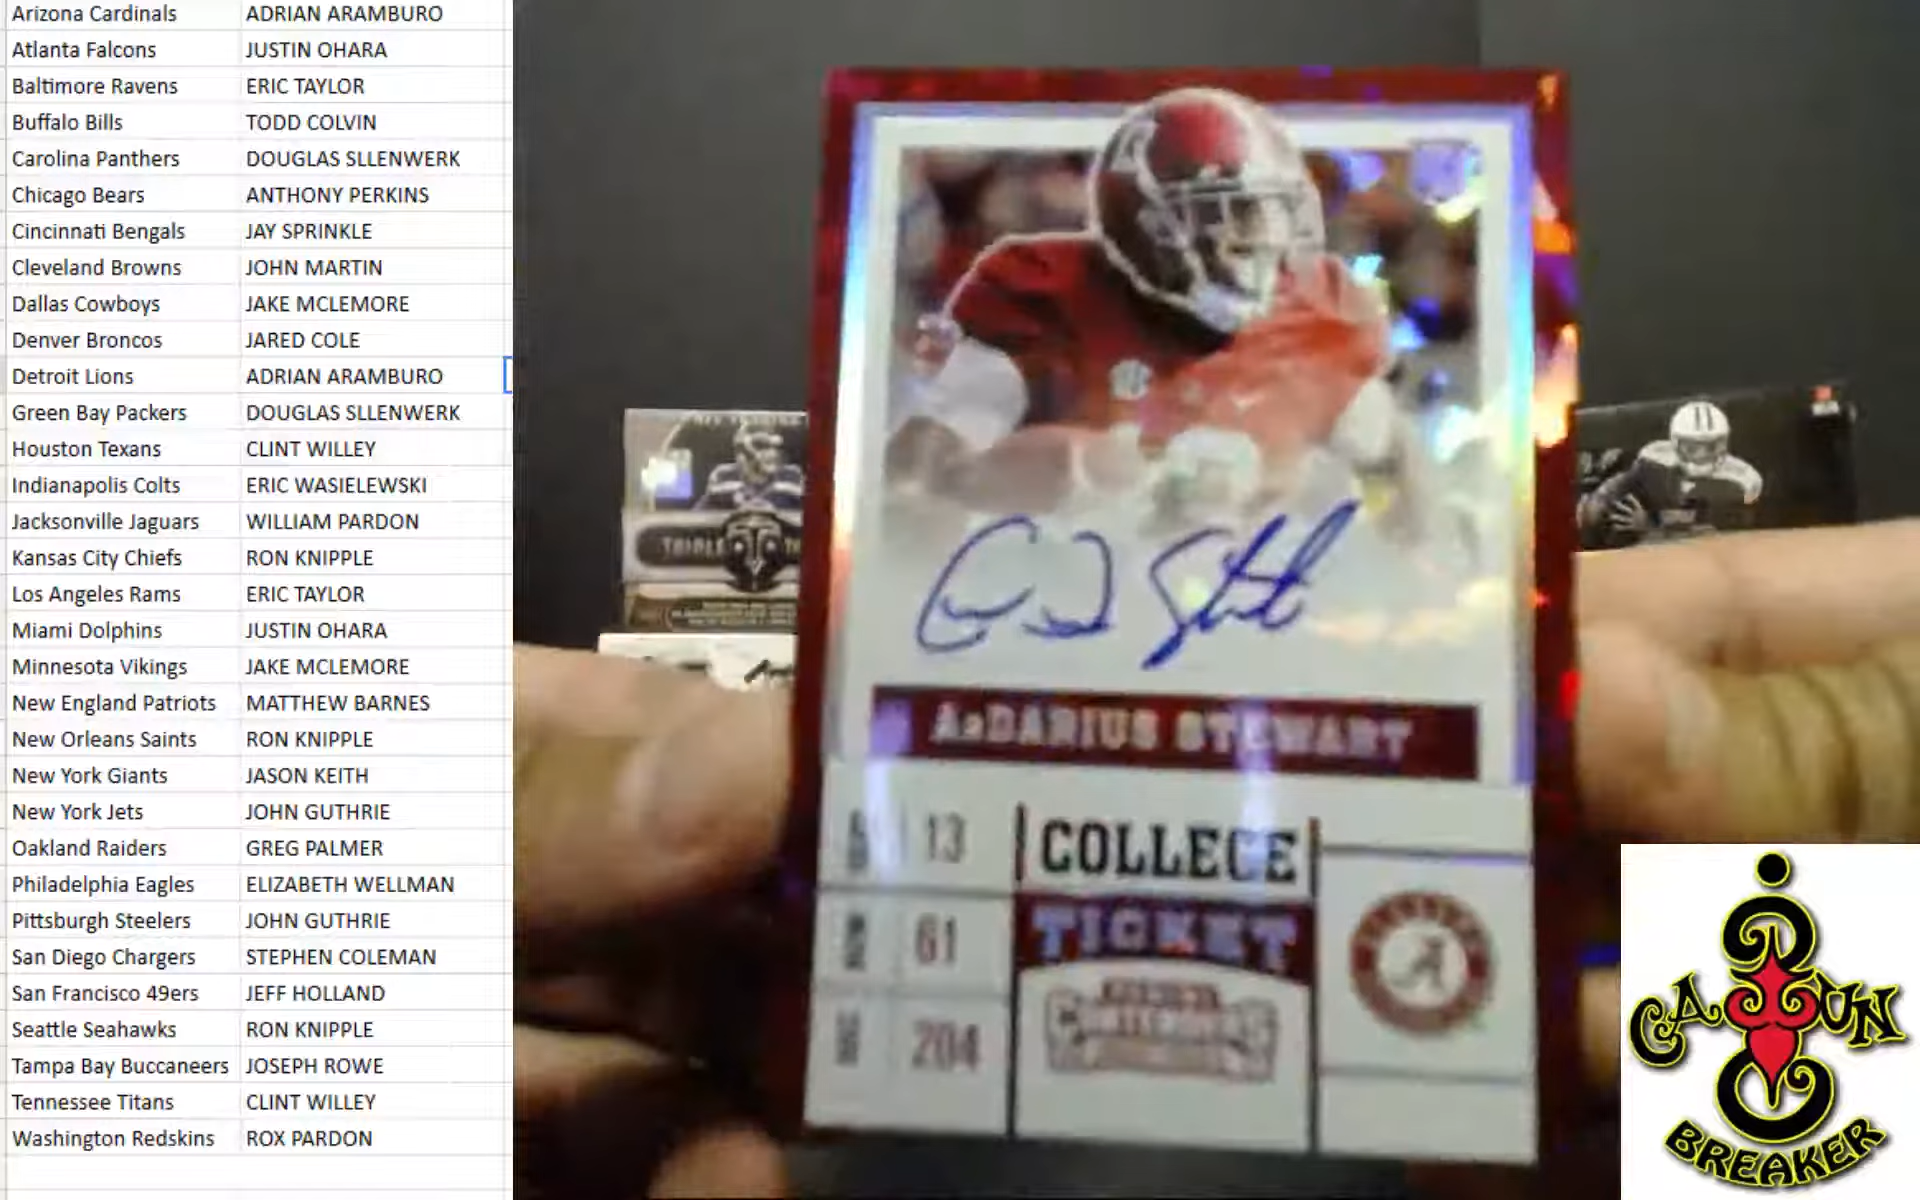 Arizona Cardinals ADRIAN ARAMBURO
Atlanta Falcons JUSTIN OHARA
Baltimore Ravens ERIC TAYLOR
Buffalo Bills TODD COLVIN
Carolina Panthers DOUGLAS SLLENWERK
Chicago Bears ANTHONY PERKINS
Cincinnati Bengals JAY SPRINKLE
Cleveland Browns JOHN MARTIN
Dallas Cowboys JAKE MCLEMORE
Denver Broncos JARED COLE
Detroit Lions ADRIAN ARAMBURO
Green Bay Packers DOUGLAS SLLENWERK
Houston Texans CLINT WILLEY
Indianapolis Colts ERIC WASIELEWSKI
Jacksonville Jaguars WILLIAM PARDON
Kansas City Chiefs RON KNIPPLE
Los Angeles Rams ERIC TAYLOR
Miami Dolphins JUSTIN OHARA
Minnesota Vikings JAKE MCLEMORE
New England Patriots MATTHEW BARNES
New Orleans Saints RON KNIPPLE
New York Giants JASON KEITH
New York Jets JOHN GUTHRIE
Oakland Raiders GREG PALMER
Philadelphia Eagles ELIZABETH WELLMAN
Pittsburgh Steelers JOHN GUTHRIE
San Diego Chargers STEPHEN COLEMAN
San Francisco 49ers JEFF HOLLAND
Seattle Seahawks RON KNIPPLE
Tampa Bay Buccaneers JOSEPH ROWE
Tennessee Titans CLINT WILLEY
Washington Redskins ROX PARDON
TRIPLE
ArDARIUS STEWART
13
COLLEGE
TICKET
61
CONTENDERS
204
A
CAJUN
BREAKER